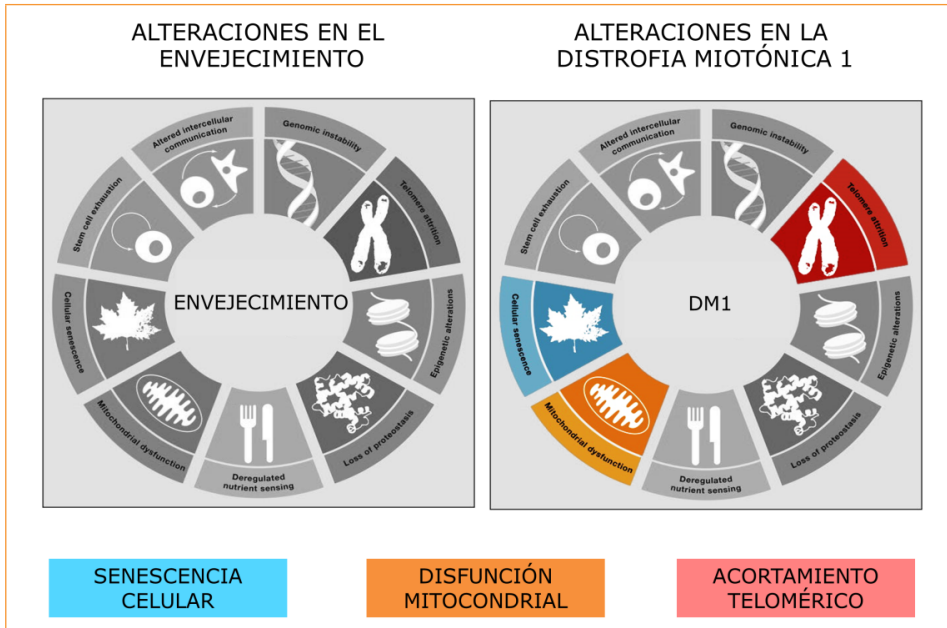 ALTERACIONES EN EL
ENVEJECIMIENTO
ALTERACIONES EN LA
DISTROFIA MIOTÓNICA 1
Genomic instability
Telomere attrition
Epigenetic alterations
Loss of proteostasis
Deregulated
nutrient sensing
Mitochondrial dysfunction
Cellular senescence
Stem cell exhaustion
Altered intercellular
communication
ENVEJECIMIENTO
Genomic instability
Telomere attrition
Epigenetic alterations
Loss of proteostasis
Deregulated
nutrient sensing
Mitochondrial dysfunction
Cellular senescence
Stem cell exhaustion
Altered intercellular
communication
DM1
SENESCENCIA
CELULAR
DISFUNCIÓN
MITOCONDRIAL
ACORTAMIENTO
TELOMÉRICO